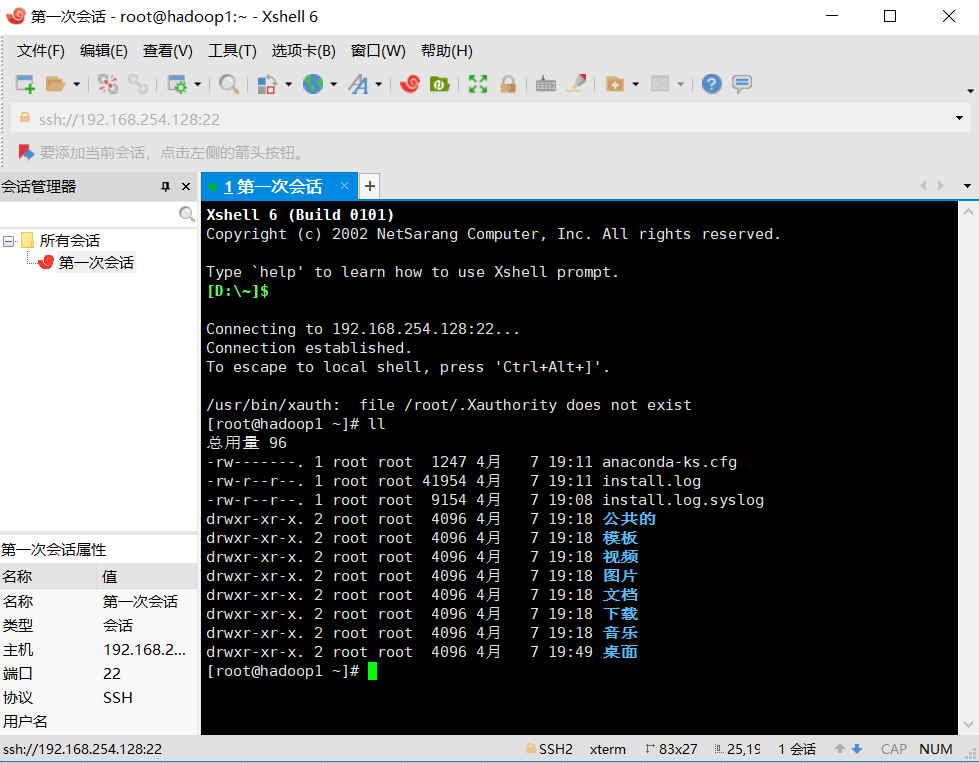 第一次会话 - root@hadoop1:~ - Xshell 6
文件(F) 编辑(E) 查看(V) 工具(T) 选项卡(B) 窗口(W) 帮助(H)
ssh://192.168.254.128:22
要添加当前会话，点击左侧的箭头按钮。
会话管理器
所有会话
第一次会话
第一次会话属性
名称 值
名称 第一次会话
类型 会话
主机 192.168.2...
端口 22
协议 SSH
用户名
1 第一次会话
Xshell 6 (Build 0101)
Copyright (c) 2002 NetSarang Computer, Inc. All rights reserved.
Type `help' to learn how to use Xshell prompt.
[D:\~]$
Connecting to 192.168.254.128:22...
Connection established.
To escape to local shell, press 'Ctrl+Alt+]'.
/usr/bin/xauth:  file /root/.Xauthority does not exist
[root@hadoop1 ~]# ll
总用量 96
-rw-------. 1 root root  1247 4月   7 19:11 anaconda-ks.cfg
-rw-r--r--. 1 root root 41954 4月   7 19:11 install.log
-rw-r--r--. 1 root root  9154 4月   7 19:08 install.log.syslog
drwxr-xr-x. 2 root root  4096 4月   7 19:18 公共的
drwxr-xr-x. 2 root root  4096 4月   7 19:18 模板
drwxr-xr-x. 2 root root  4096 4月   7 19:18 视频
drwxr-xr-x. 2 root root  4096 4月   7 19:18 图片
drwxr-xr-x. 2 root root  4096 4月   7 19:18 文档
drwxr-xr-x. 2 root root  4096 4月   7 19:18 下载
drwxr-xr-x. 2 root root  4096 4月   7 19:18 音乐
drwxr-xr-x. 2 root root  4096 4月   7 19:49 桌面
[root@hadoop1 ~]#
ssh://192.168.254.128:22 SSH2 xterm 83x27 25,19 1 会话 CAP NUM